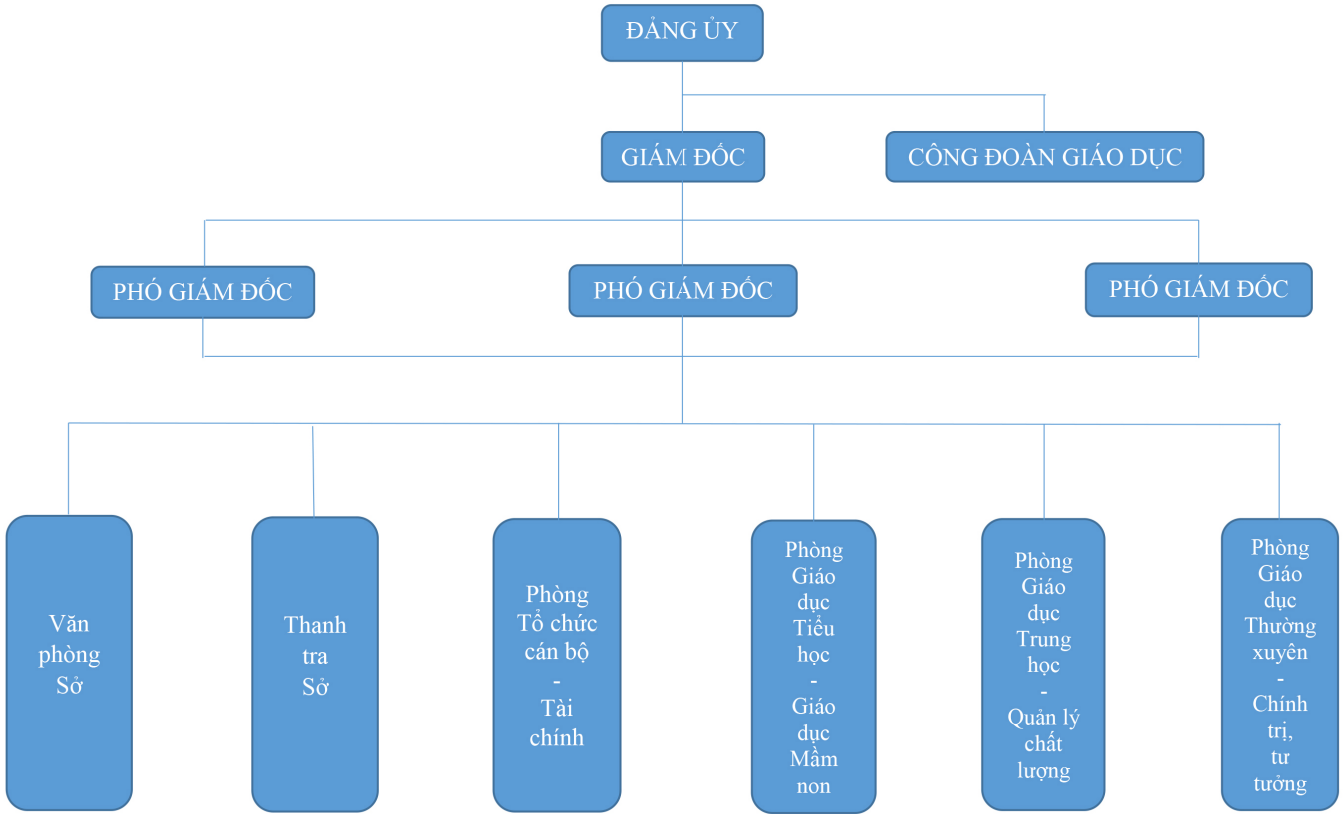 ĐẢNG ỦY
GIÁM ĐỐC
CÔNG ĐOÀN GIÁO DỤC
PHÓ GIÁM ĐỐC
PHÓ GIÁM ĐỐC
PHÓ GIÁM ĐỐC
Văn
phòng
Sở
Thanh
tra
Sở
Phòng
Tổ chức
cán bộ
-
Tài
chính
Phòng
Giáo
dục
Tiểu
học
-
Giáo
dục
Mầm
non
Phòng
Giáo
dục
Trung
học
-
Quản lý
chất
lượng
Phòng
Giáo
dục
Thường
xuyên
-
Chính
trị,
tư
tưởng